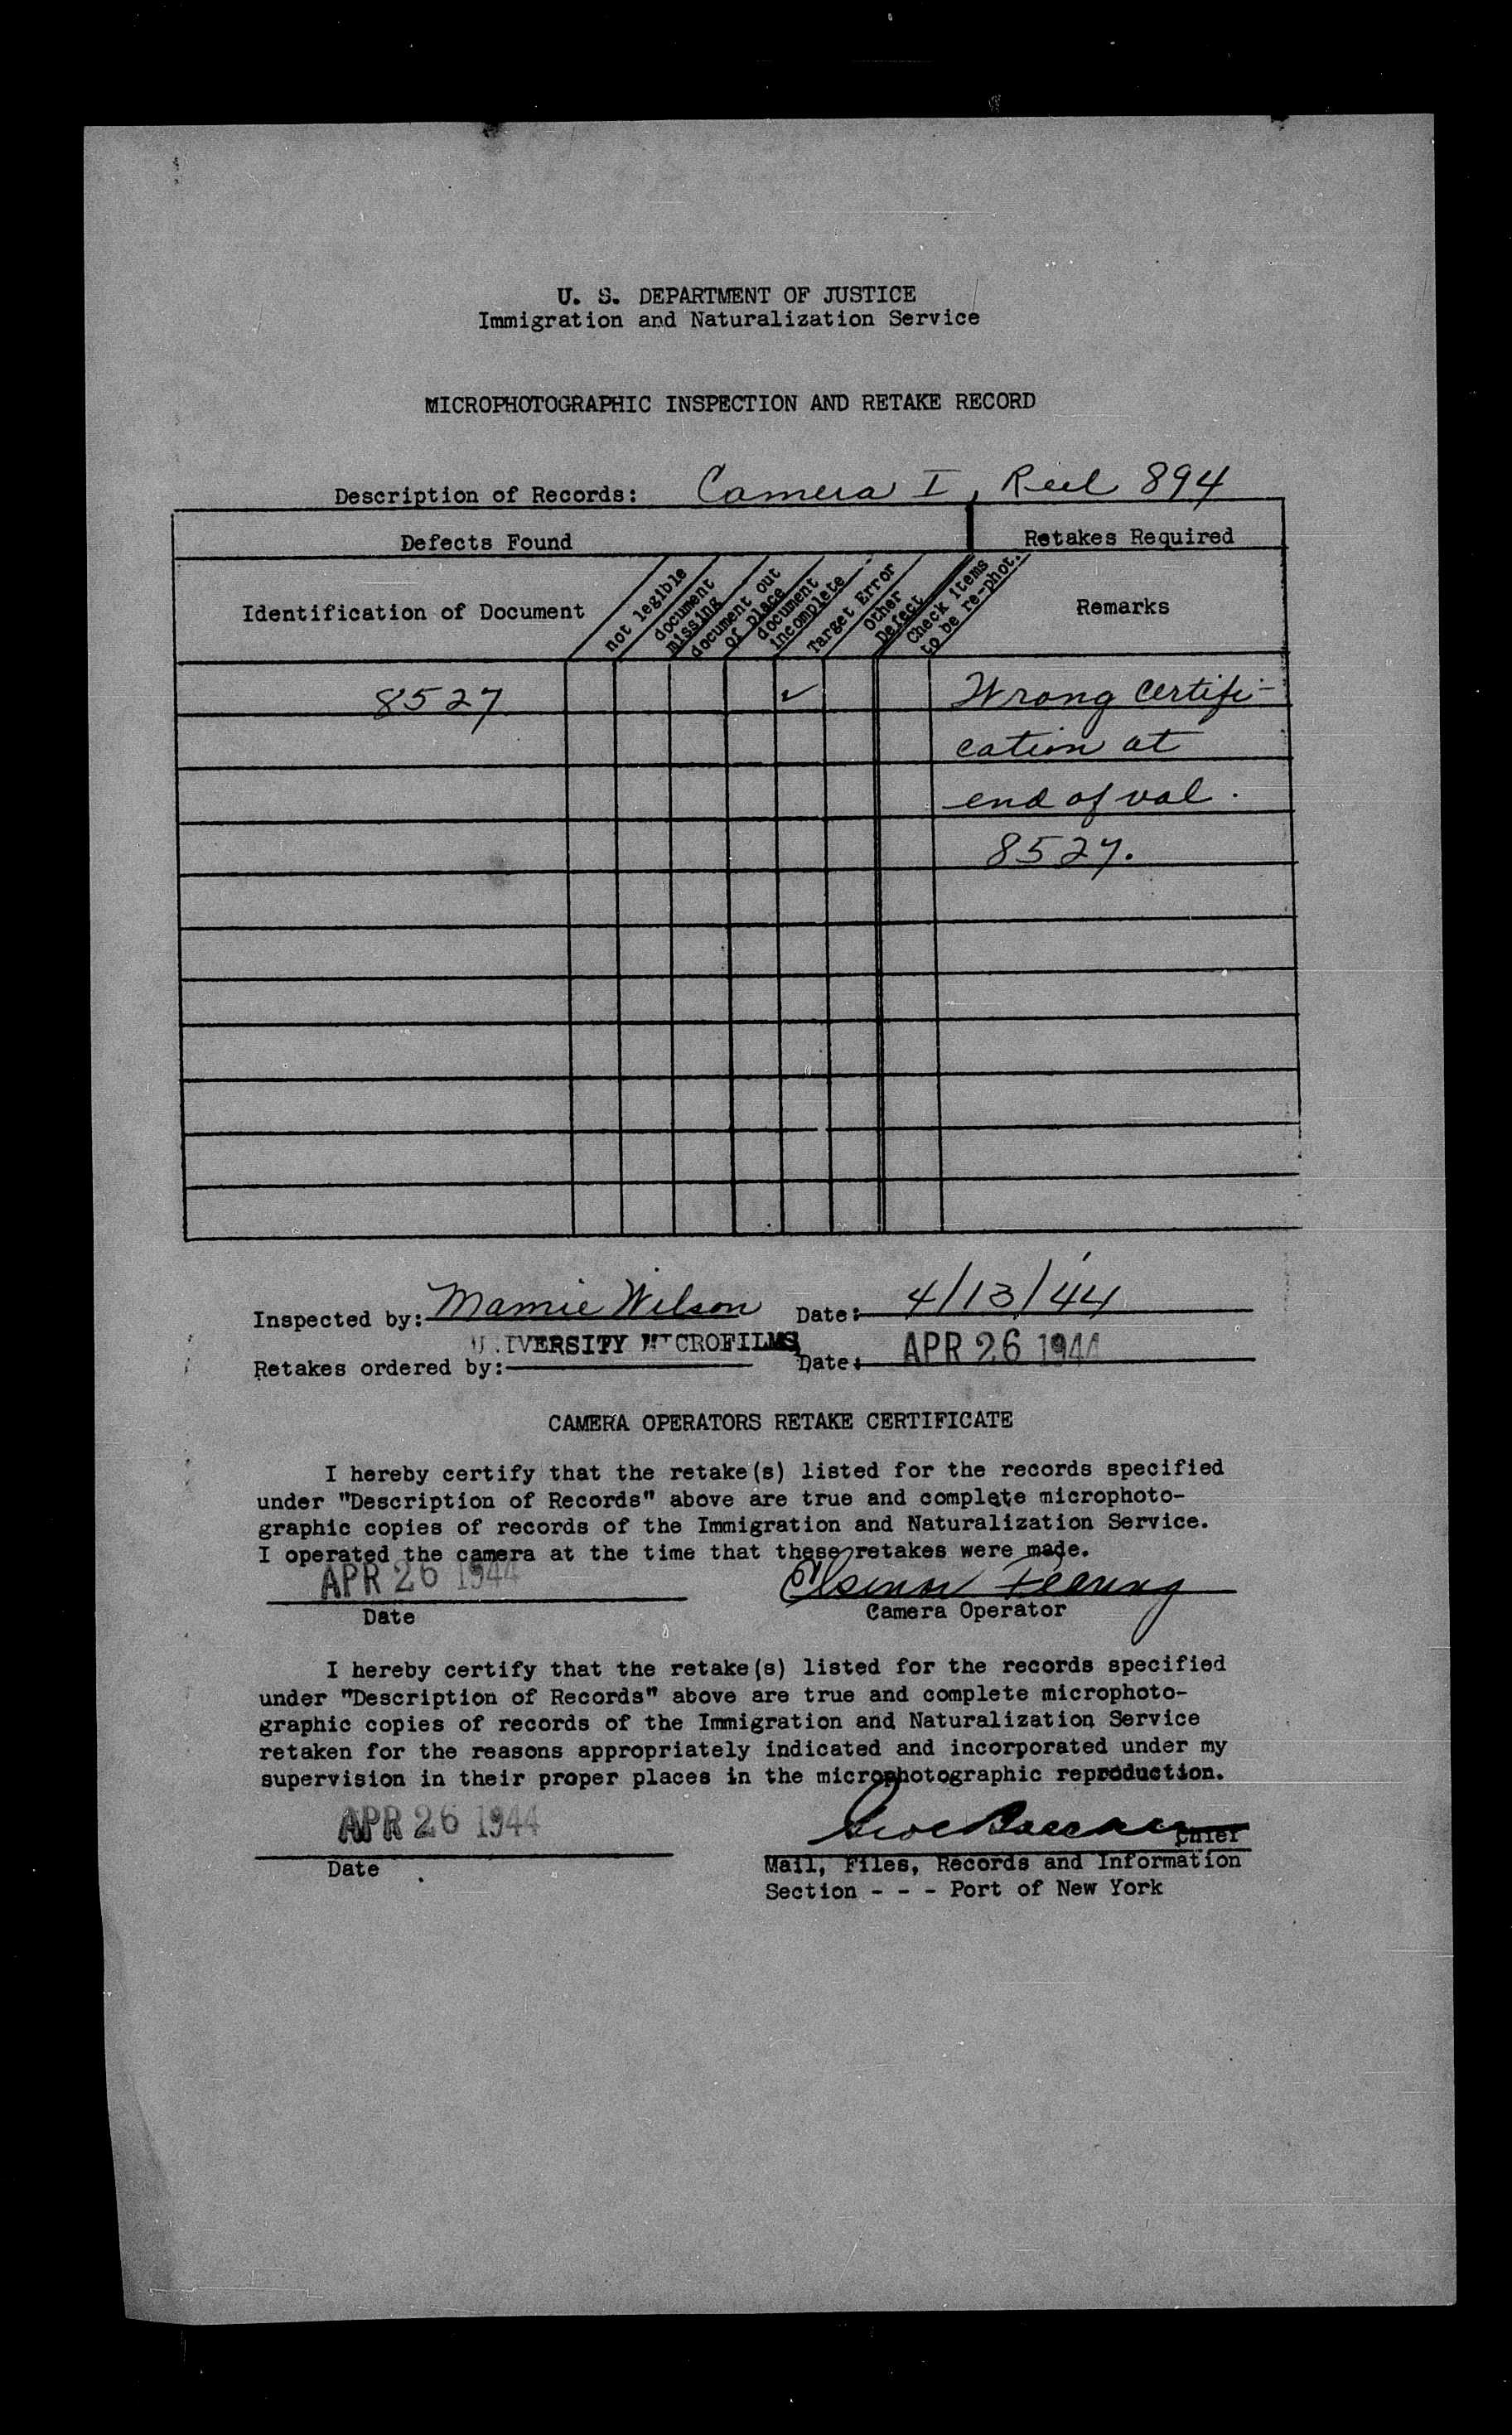 U. S. DEPARTMENT OF JUSTICE
Immigration and Naturalization Service
MICROPHOTOGRAPHIC INSPECTION AND RETAKE RECORD
Description of Records: Camera I, Reel 894
Defects Found
Retakes Required
Identification of Document
not legible
document missing
document out of place
document incomplete
Target Error
Other Defect
Check items to be re-phot.
Remarks
8527 ✓ Wrong certifi-
cation at
end of vol.
8527.
Inspected by: Mamie Wilson Date: 4/13/44
UNIVERSITY MICROFILMS
Retakes ordered by: Date: APR 26 1944
CAMERA OPERATORS RETAKE CERTIFICATE
I hereby certify that the retake(s) listed for the records specified
under "Description of Records" above are true and complete microphoto-
graphic copies of records of the Immigration and Naturalization Service.
I operated the camera at the time that these retakes were made.
APR 26 1944
Date
Camera Operator
I hereby certify that the retake(s) listed for the records specified
under "Description of Records" above are true and complete microphoto-
graphic copies of records of the Immigration and Naturalization Service
retaken for the reasons appropriately indicated and incorporated under my
supervision in their proper places in the microphotographic reproduction.
APR 26 1944
Chief
Date
Mail, Files, Records and Information
Section - - - Port of New York